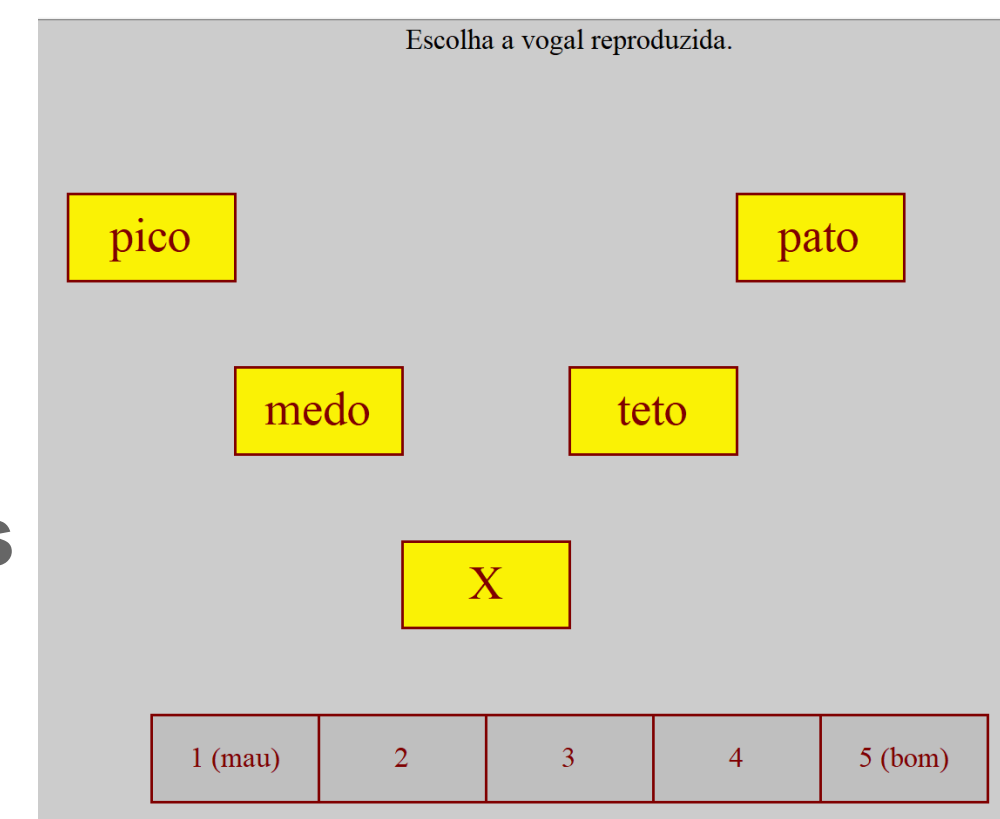 Escolha a vogal reproduzida.
pico pato
medo teto
X
1 (mau) 2 3 4 5 (bom)
s